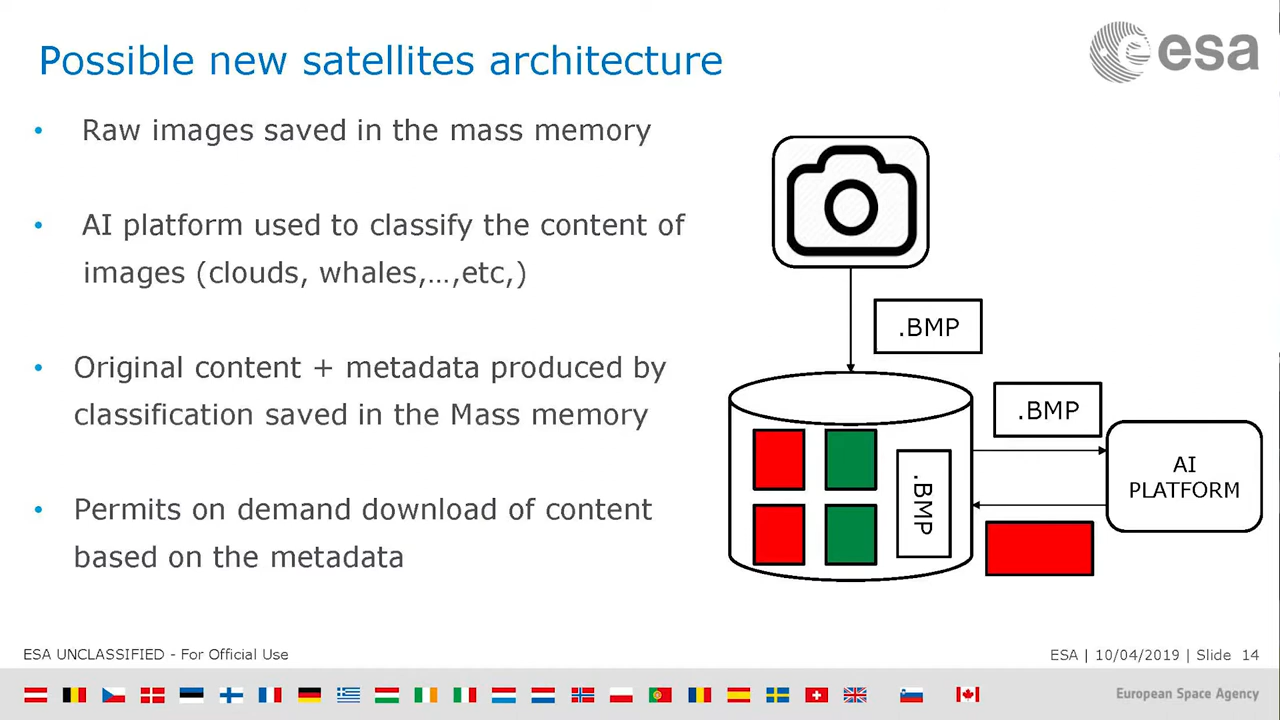 Possible new satellites architecture
esa
• Raw images saved in the mass memory
• AI platform used to classify the content of
images (clouds, whales,...,etc,)
• Original content + metadata produced by
classification saved in the Mass memory
• Permits on demand download of content
based on the metadata
.BMP
.BMP
.BMP
AI
PLATFORM
ESA UNCLASSIFIED - For Official Use
ESA | 10/04/2019 | Slide 14
European Space Agency